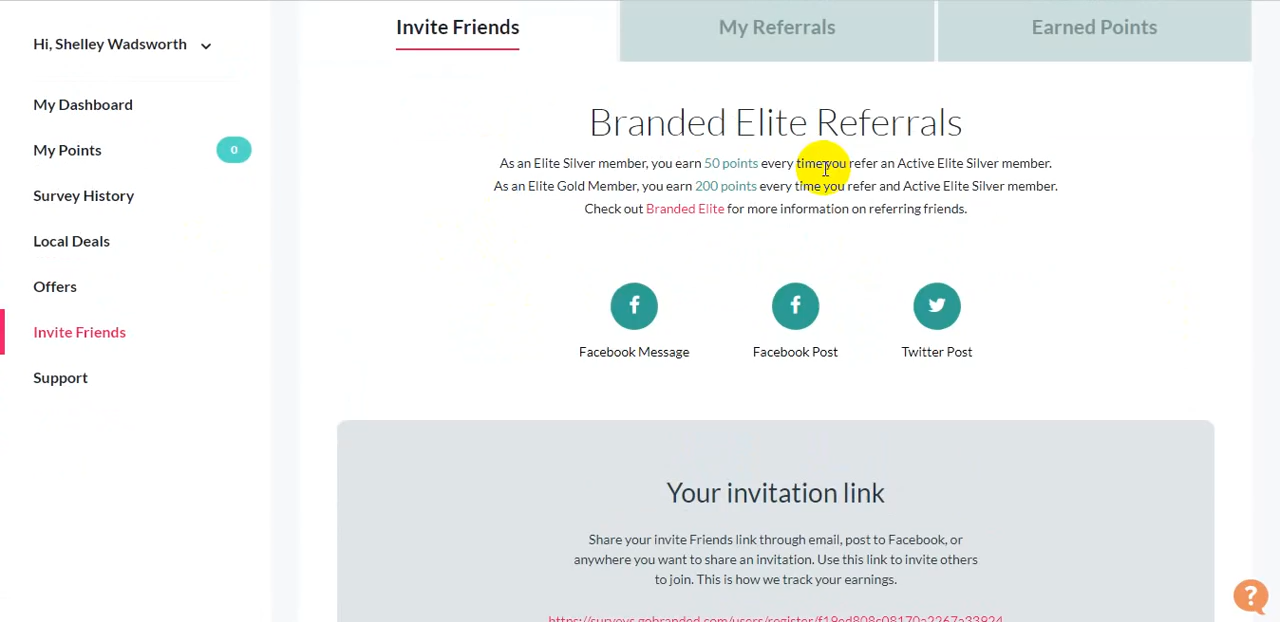 Hi, Shelley Wadsworth
My Dashboard
My Points
0
Survey History
Local Deals
Offers
Invite Friends
Support
Invite Friends
My Referrals
Earned Points
Branded Elite Referrals
As an Elite Silver member, you earn 50 points every time you refer an Active Elite Silver member.
As an Elite Gold Member, you earn 200 points every time you refer and Active Elite Silver member.
Check out Branded Elite for more information on referring friends.
Facebook Message
Facebook Post
Twitter Post
Your invitation link
Share your invite Friends link through email, post to Facebook, or
anywhere you want to share an invitation. Use this link to invite others
to join. This is how we track your earnings.
?